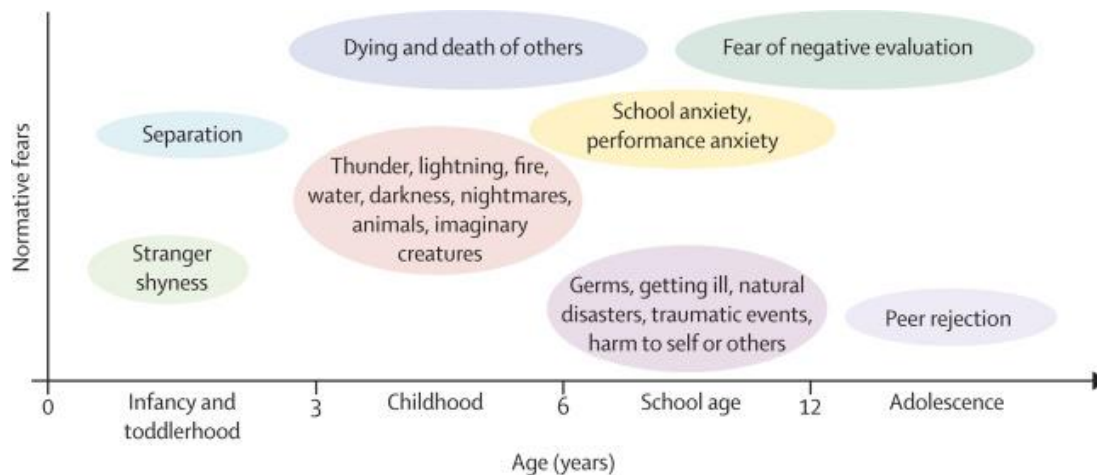 Normative fears
Dying and death of others
Fear of negative evaluation
Separation
School anxiety,
performance anxiety
Thunder, lightning, fire,
water, darkness, nightmares,
animals, imaginary
creatures
Stranger
shyness
Germs, getting ill, natural
disasters, traumatic events,
harm to self or others
Peer rejection
0
Infancy and
toddlerhood
3
Childhood
6
School age
12
Adolescence
Age (years)